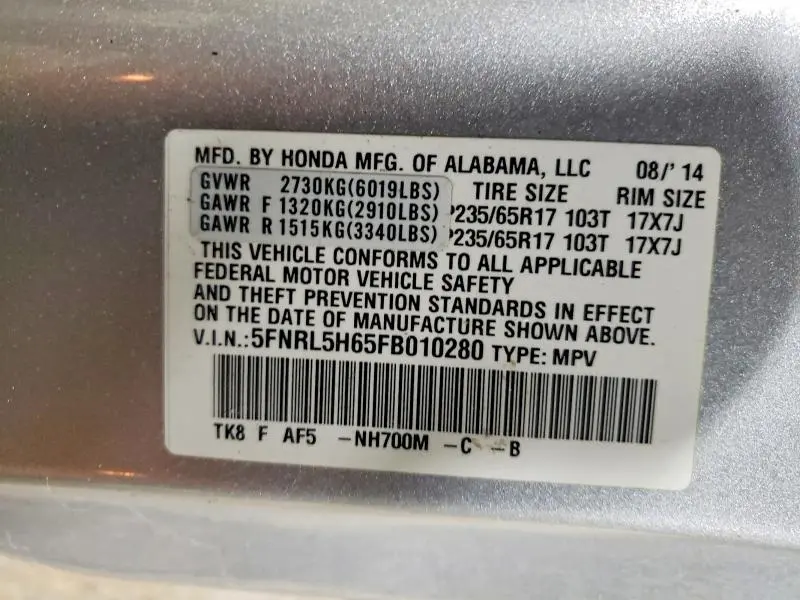 MFD. BY HONDA MFG. OF ALABAMA, LLC 08/' 14
GVWR 2730KG(6019LBS) TIRE SIZE RIM SIZE
GAWR F 1320KG(2910LBS) P235/65R17 103T 17X7J
GAWR R 1515KG(3340LBS) P235/65R17 103T 17X7J
THIS VEHICLE CONFORMS TO ALL APPLICABLE
FEDERAL MOTOR VEHICLE SAFETY
AND THEFT PREVENTION STANDARDS IN EFFECT
ON THE DATE OF MANUFACTURE SHOWN ABOVE.
V.I.N.:5FNRL5H65FB010280 TYPE: MPV
TK8 F AF5 -NH700M -C -B